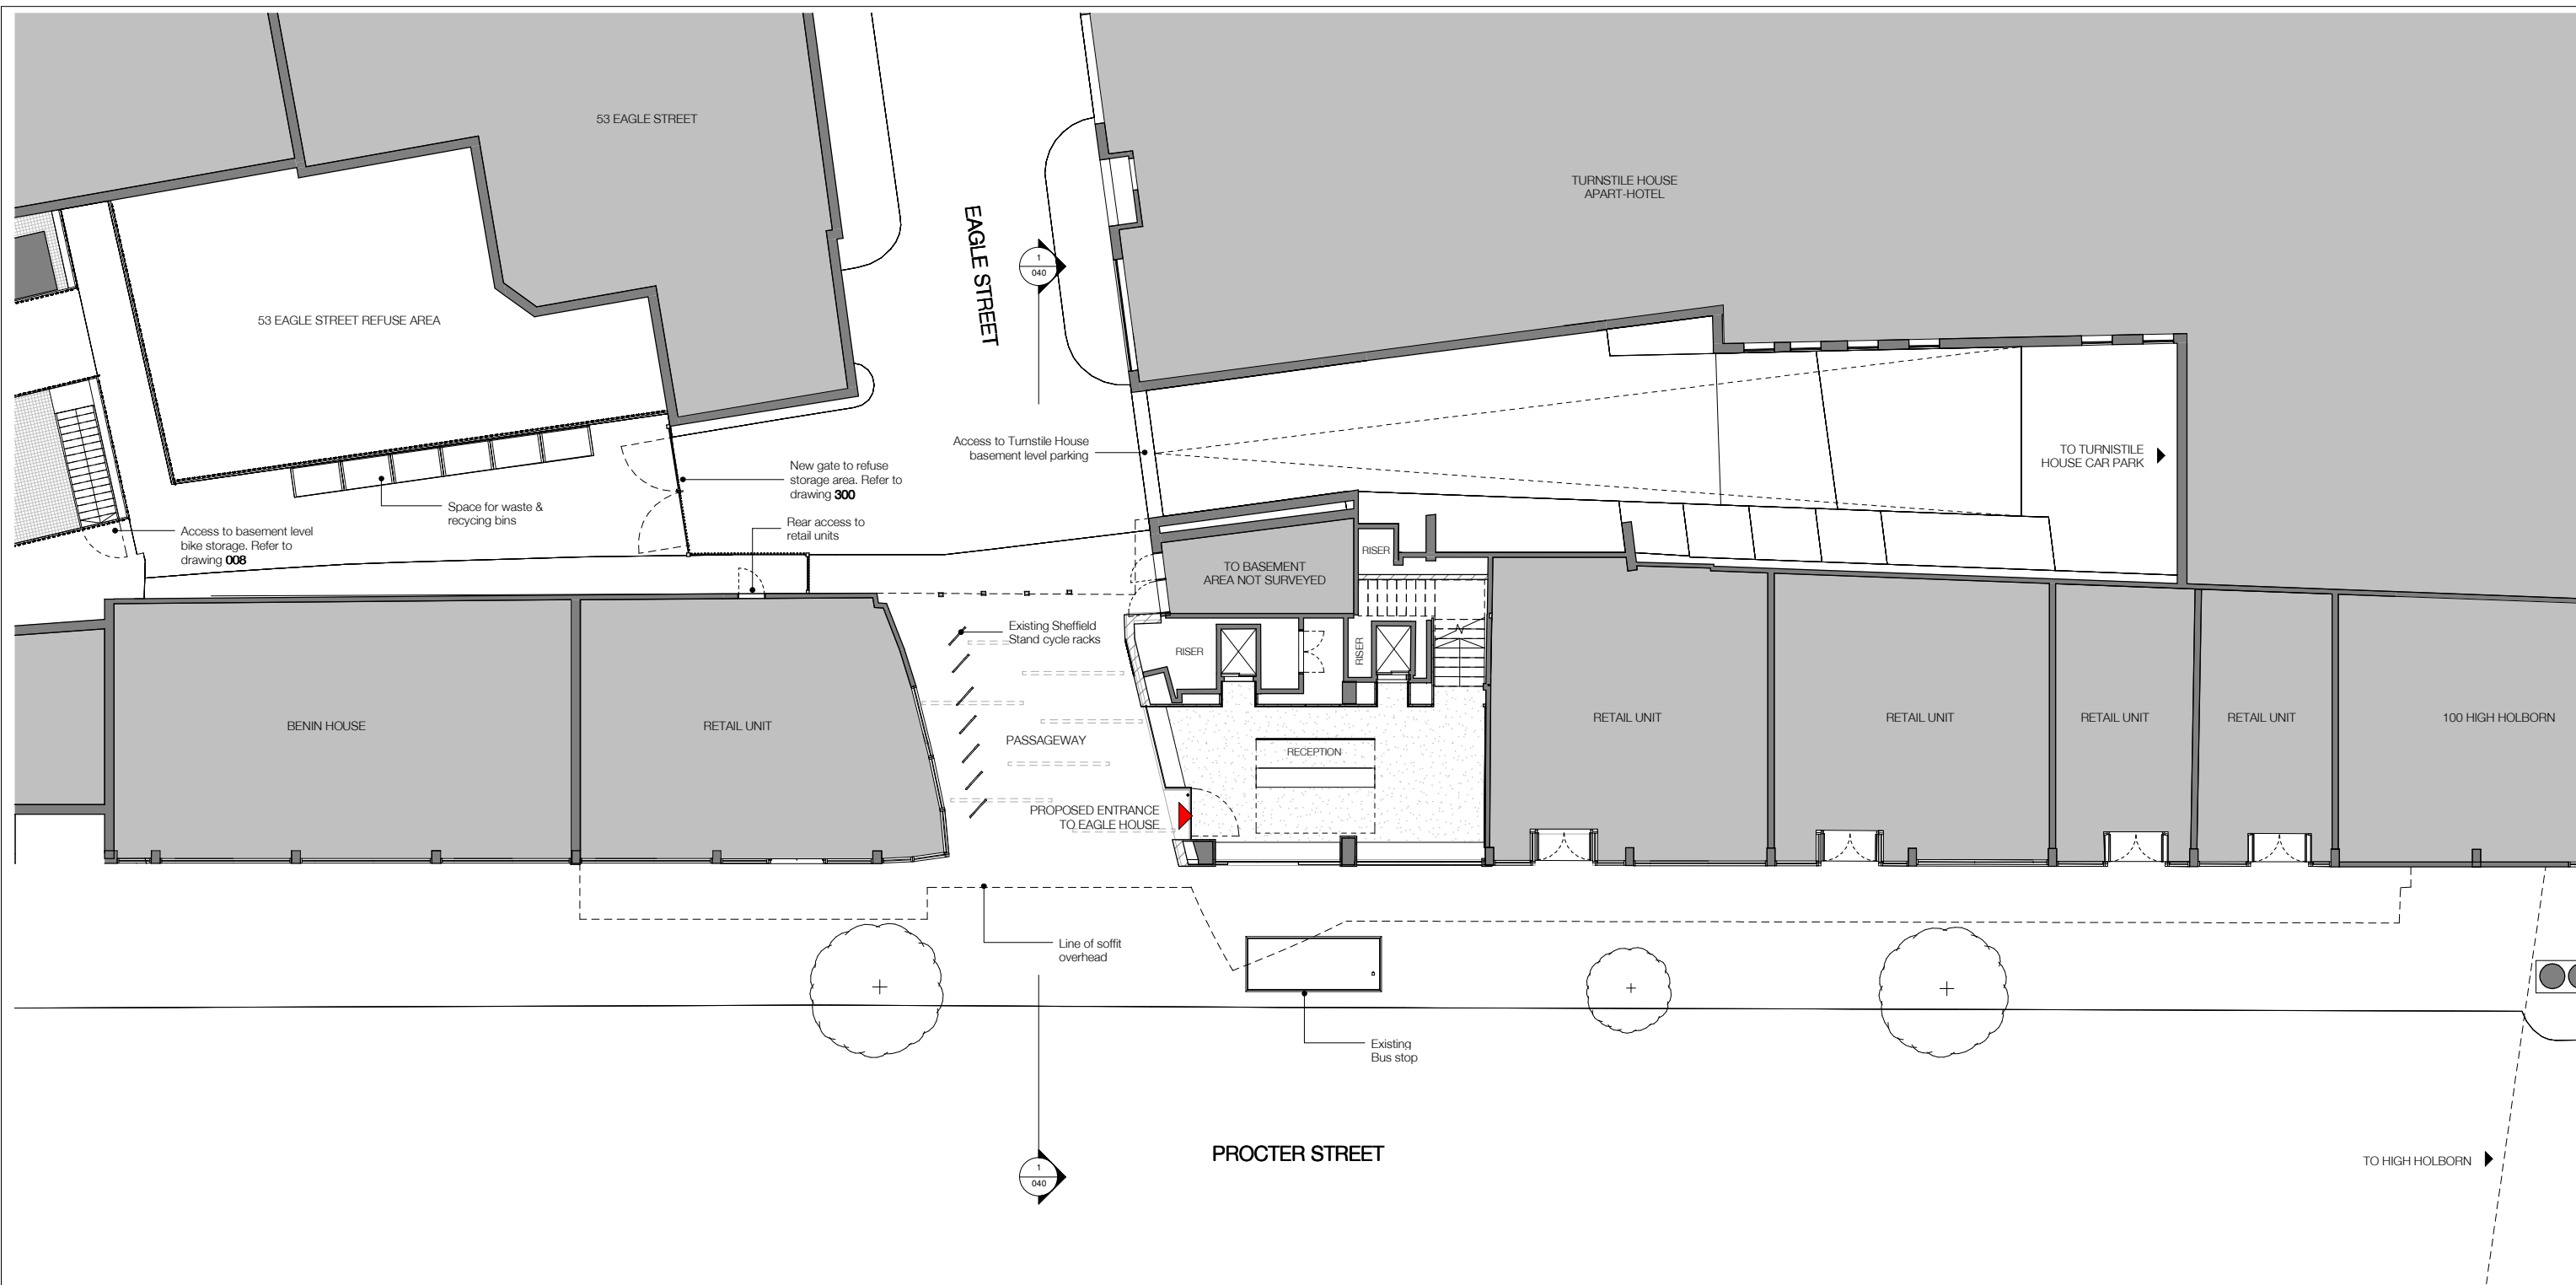 53 EAGLE STREET
TURNSTILE HOUSE
APART-HOTEL
EAGLE STREET
1
040
53 EAGLE STREET REFUSE AREA
Access to Turnstile House
basement level parking
TO TURNISTILE
HOUSE CAR PARK
New gate to refuse
storage area. Refer to
drawing 300
Space for waste &
recycing bins
Rear access to
retail units
Access to basement level
bike storage. Refer to
drawing 008
RISER
TO BASEMENT
AREA NOT SURVEYED
Existing Sheffield
Stand cycle racks
RISER
RISER
BENIN HOUSE
RETAIL UNIT
PASSAGEWAY
RECEPTION
RETAIL UNIT
RETAIL UNIT
RETAIL UNIT
RETAIL UNIT
100 HIGH HOLBORN
PROPOSED ENTRANCE
TO EAGLE HOUSE
Line of soffit
overhead
Existing
Bus stop
PROCTER STREET
TO HIGH HOLBORN
1
040